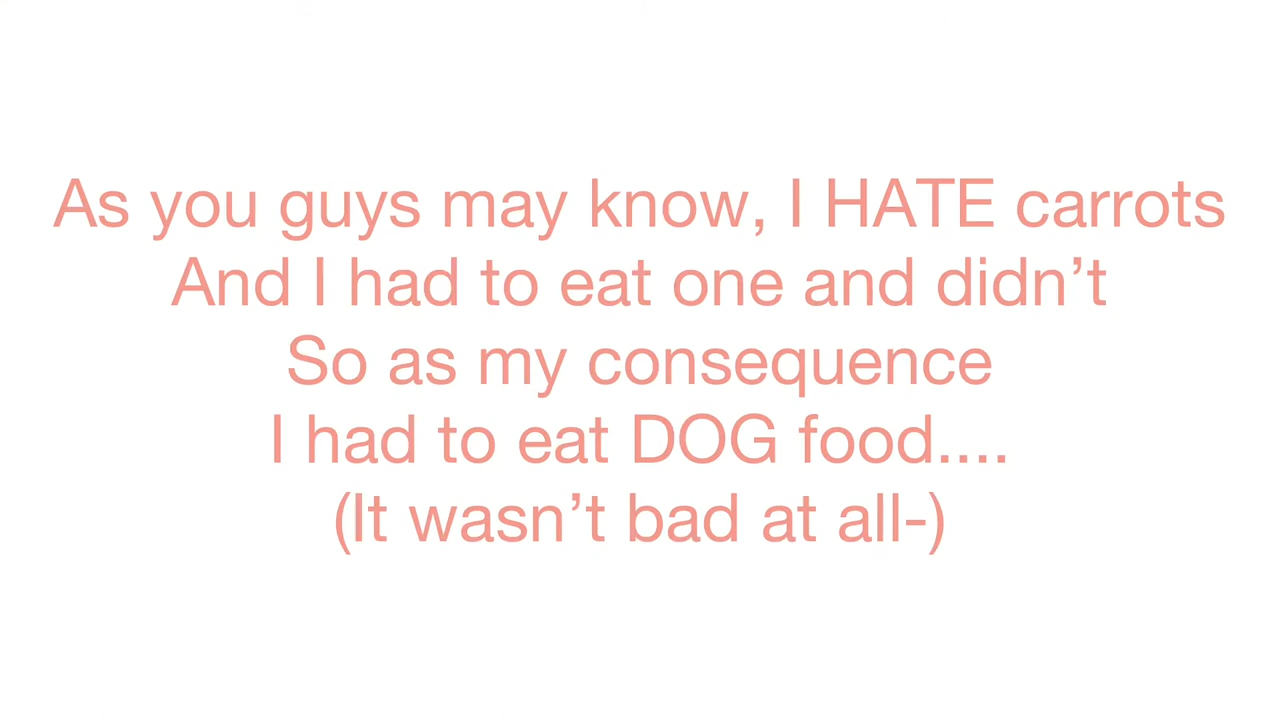 As you guys may know, I HATE carrots
And I had to eat one and didn’t
So as my consequence
I had to eat DOG food....
(It wasn’t bad at all-)